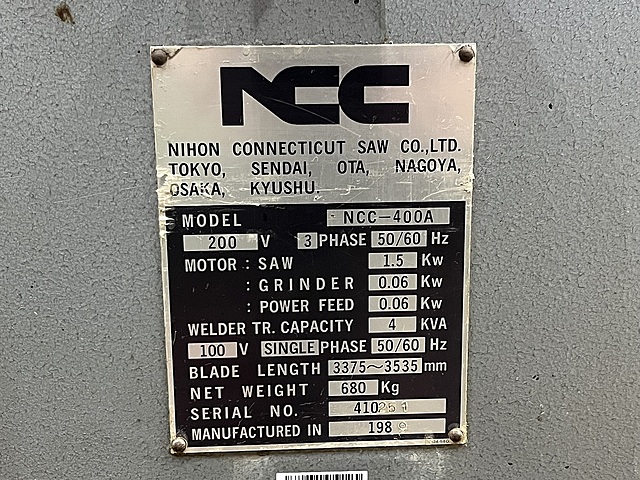 NCC
NIHON CONNECTICUT SAW CO.,LTD.
TOKYO, SENDAI, OTA, NAGOYA,
OSAKA, KYUSHU.
MODEL NCC-400A
200 V 3 PHASE 50/60 Hz
MOTOR : SAW 1.5 Kw
: GRINDER 0.06 Kw
: POWER FEED 0.06 Kw
WELDER TR. CAPACITY 4 KVA
100 V SINGLE PHASE 50/60 Hz
BLADE LENGTH 3375~3535 mm
NET WEIGHT 680 Kg
SERIAL NO. 410251
MANUFACTURED IN